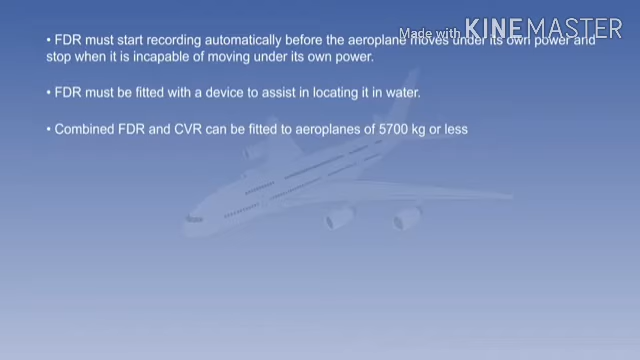 Made with KINEMASTER
• FDR must start recording automatically before the aeroplane moves under its own power and
stop when it is incapable of moving under its own power.
• FDR must be fitted with a device to assist in locating it in water.
• Combined FDR and CVR can be fitted to aeroplanes of 5700 kg or less